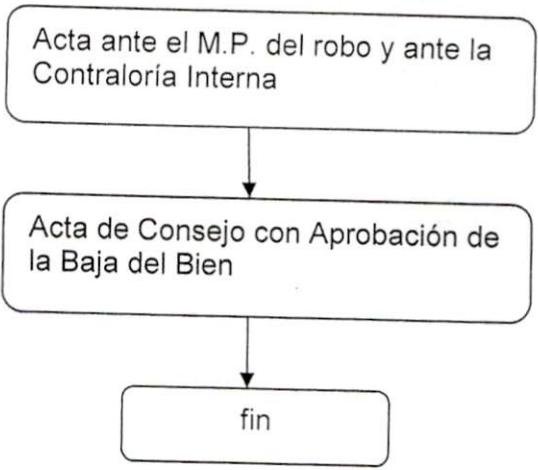 Acta ante el M.P. del robo y ante la
Contraloría Interna
Acta de Consejo con Aprobación de
la Baja del Bien
fin